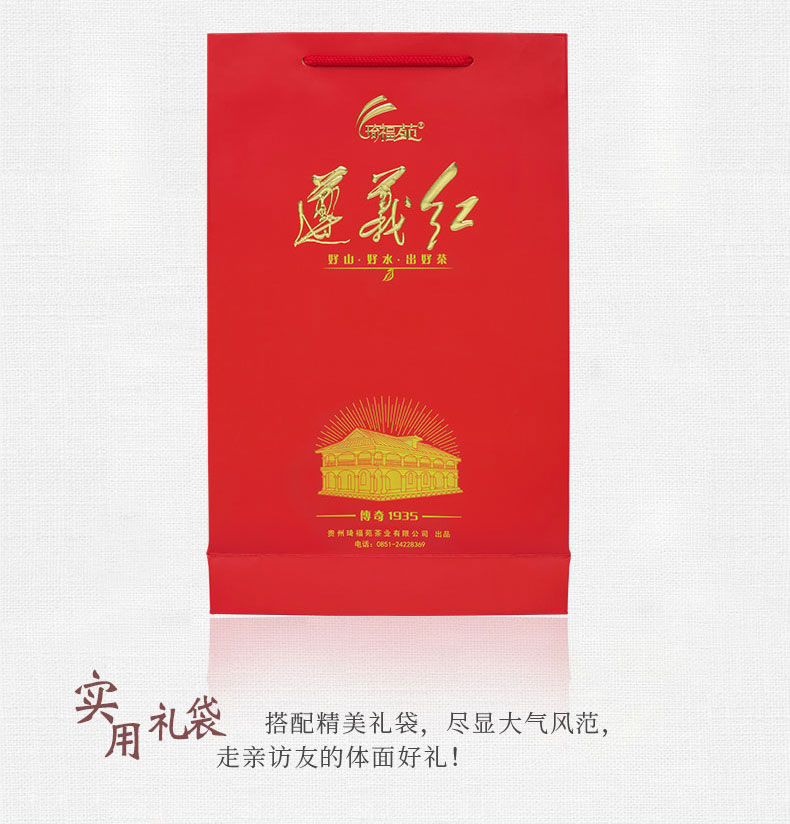 琦福苑®
遵義红
好山·好水·出好茶
傳奇1935
贵州琦福苑茶业有限公司 出品
电话:0851-24228369
实用礼袋
搭配精美礼袋，尽显大气风范，
走亲访友的体面好礼！